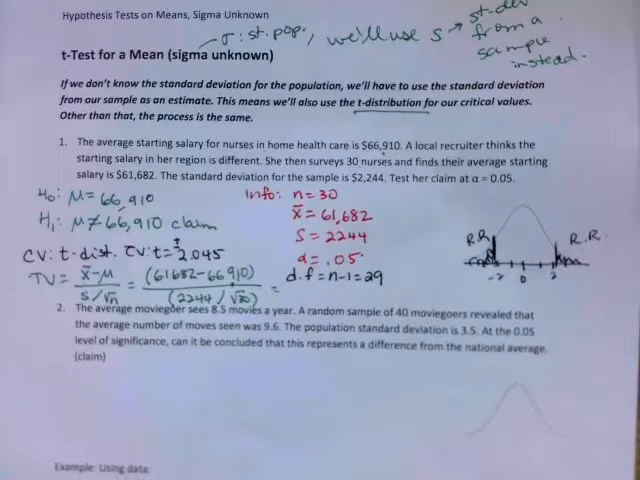 Hypothesis Tests on Means, Sigma Unknown
σ: st. pop., we'll use s → st-dev from a sample instead.
t-Test for a Mean (sigma unknown)
If we don't know the standard deviation for the population, we'll have to use the standard deviation
from our sample as an estimate. This means we'll also use the t-distribution for our critical values.
Other than that, the process is the same.
1. The average starting salary for nurses in home health care is $66,910. A local recruiter thinks the
starting salary in her region is different. She then surveys 30 nurses and finds their average starting
salary is $61,682. The standard deviation for the sample is $2,244. Test her claim at α = 0.05.
H₀: μ = 66,910
H₁: μ ≠ 66,910 claim
CV: t-dist. CV: t = ± 2.045
TV = x̄-μ / s/√n = (61682-66910) / (2244/√30) =
Info: n = 30
x̄ = 61,682
s = 2244
α = .05
d.f = n-1 = 29
R.R R.R.
-2 0 2
2. The average moviegoer sees 8.5 movies a year. A random sample of 40 moviegoers revealed that
the average number of moves seen was 9.6. The population standard deviation is 3.5. At the 0.05
level of significance, can it be concluded that this represents a difference from the national average.
(claim)
Example: Using data: